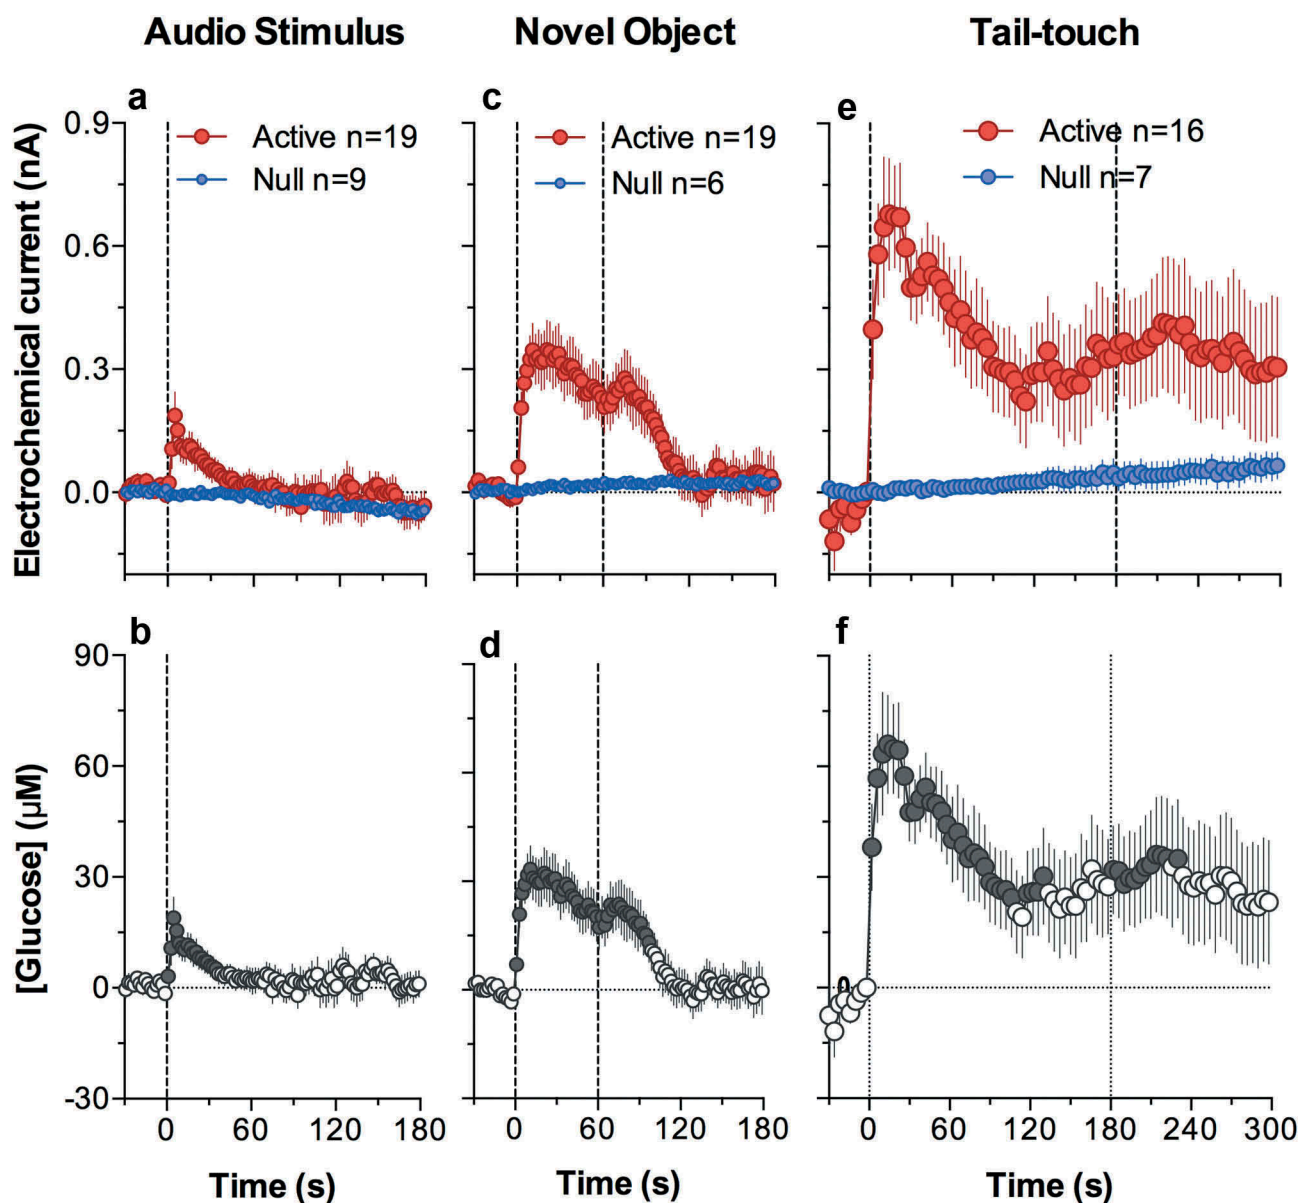 Audio Stimulus Novel Object Tail-touch
a c e
Active n=19 Active n=19 Active n=16
Null n=9 Null n=6 Null n=7
Electrochemical current (nA)
0.9
0.6
0.3
0.0
b d f
[Glucose] (μM)
90
60
30
0
-30
0
0 60 120 180 0 60 120 180 0 60 120 180 240 300
Time (s) Time (s) Time (s)